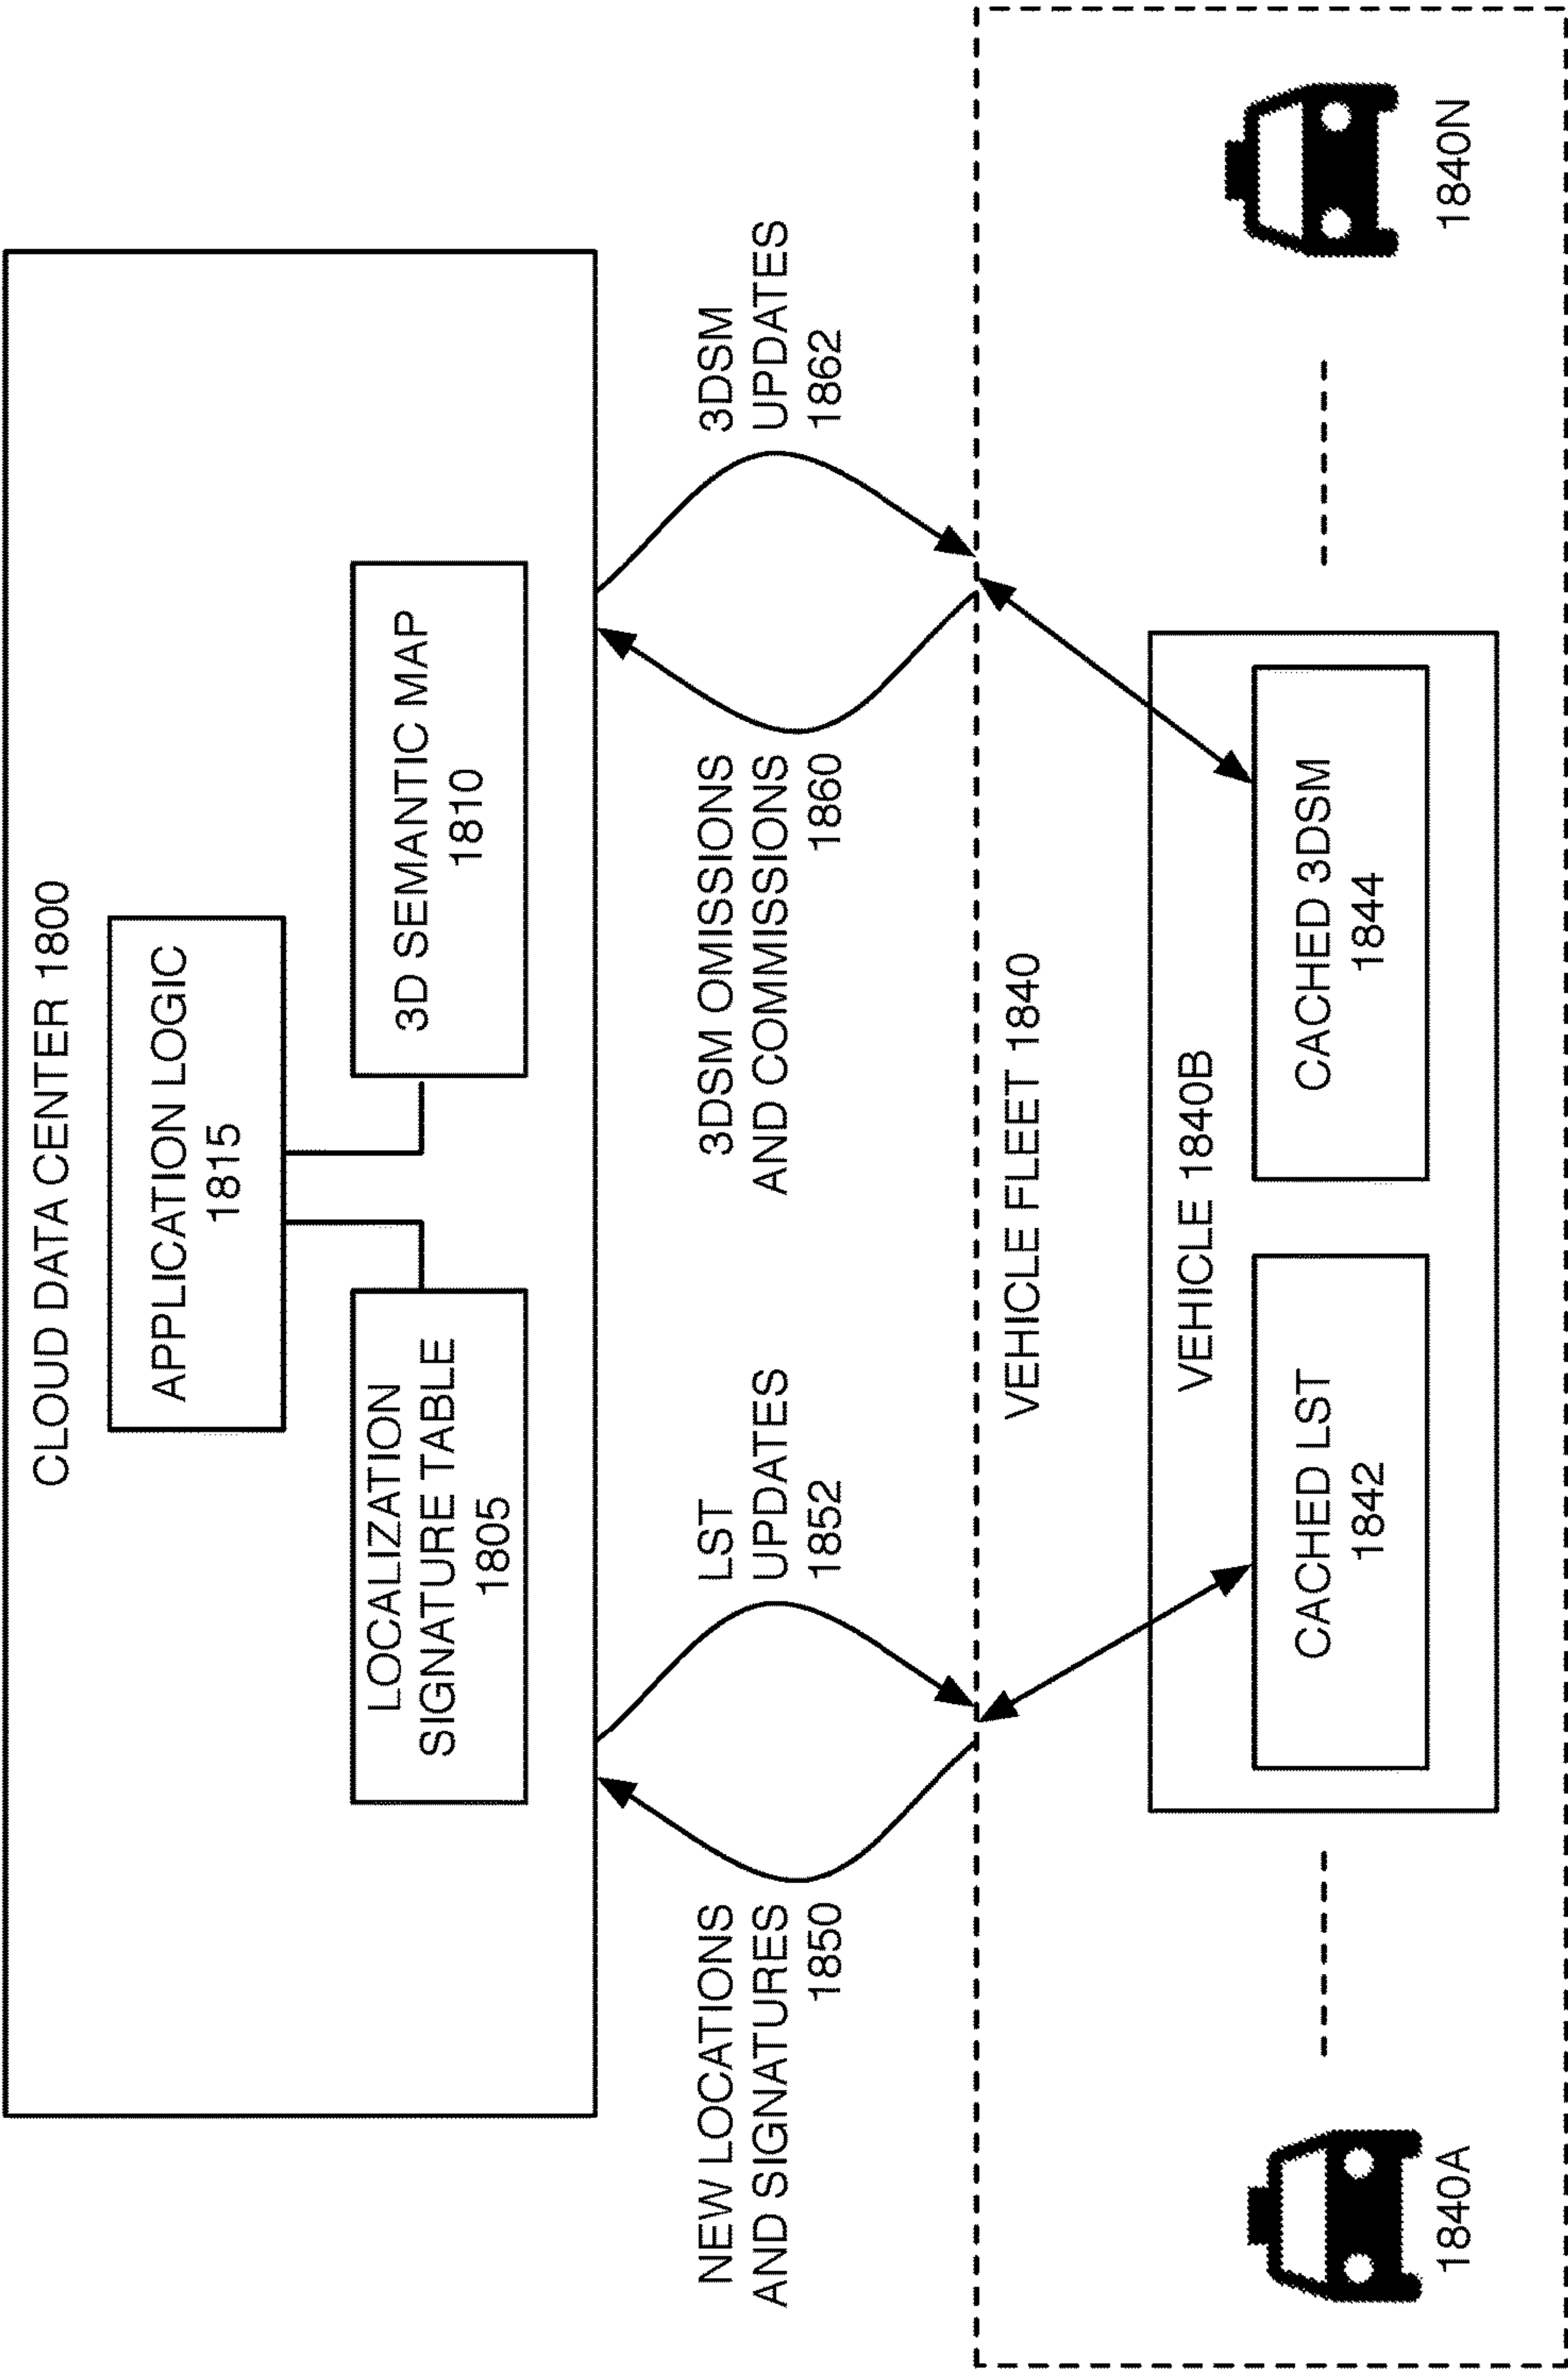 CLOUD DATA CENTER 1800
APPLICATION LOGIC
1815
LOCALIZATION
SIGNATURE TABLE
1805
3D SEMANTIC MAP
1810
NEW LOCATIONS
AND SIGNATURES
1850
LST
UPDATES
1852
3DSM OMISSIONS
AND COMMISSIONS
1860
3DSM
UPDATES
1862
VEHICLE FLEET 1840
VEHICLE 1840B
CACHED LST
1842
CACHED 3DSM
1844
1840A
1840N